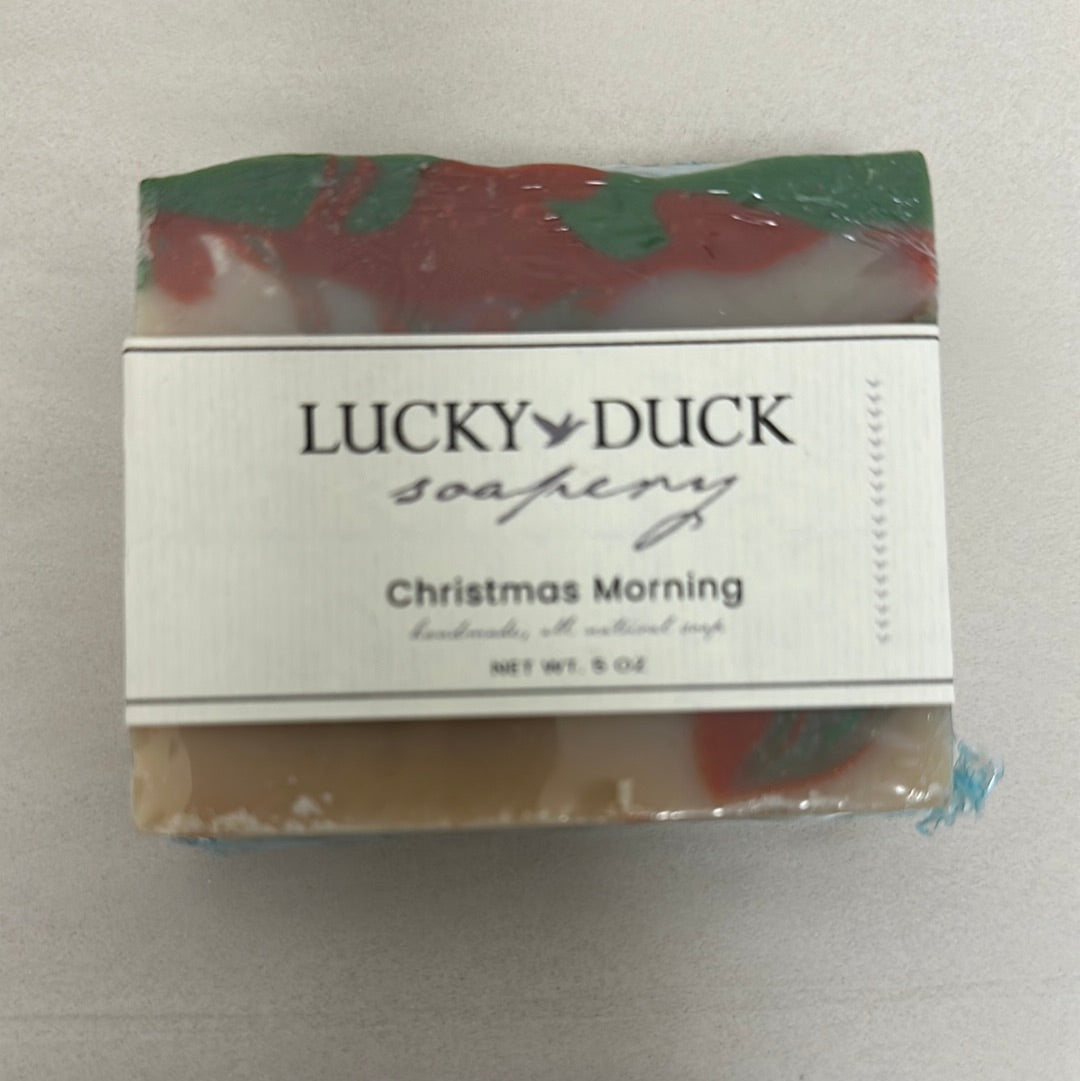 LUCKY DUCK
soapery
Christmas Morning
handmade, all natural soap
NET WT. 5 OZ